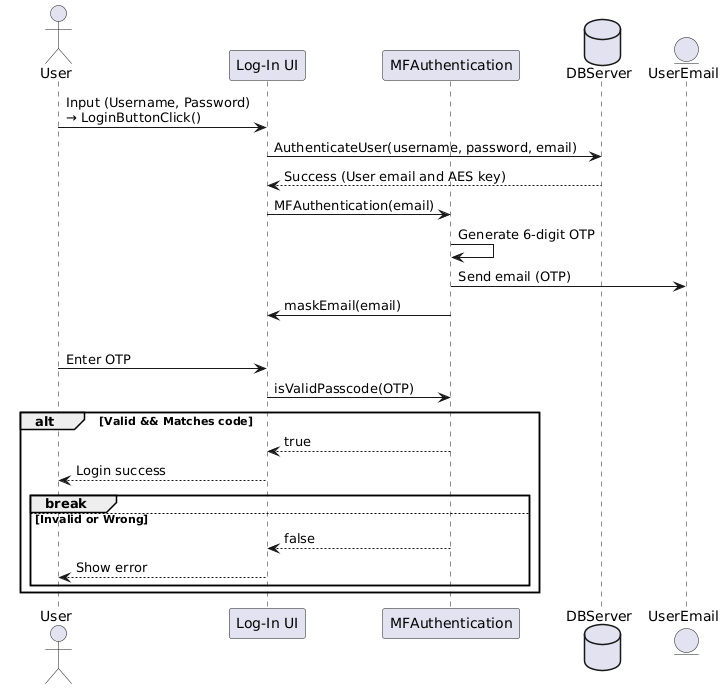 User
Log-In UI
MFAuthentication
DBServer
UserEmail
Input (Username, Password)
→ LoginButtonClick()
AuthenticateUser(username, password, email)
Success (User email and AES key)
MFAuthentication(email)
Generate 6-digit OTP
Send email (OTP)
maskEmail(email)
Enter OTP
isValidPasscode(OTP)
alt
[Valid && Matches code]
true
Login success
break
[Invalid or Wrong]
false
Show error
User
Log-In UI
MFAuthentication
DBServer
UserEmail